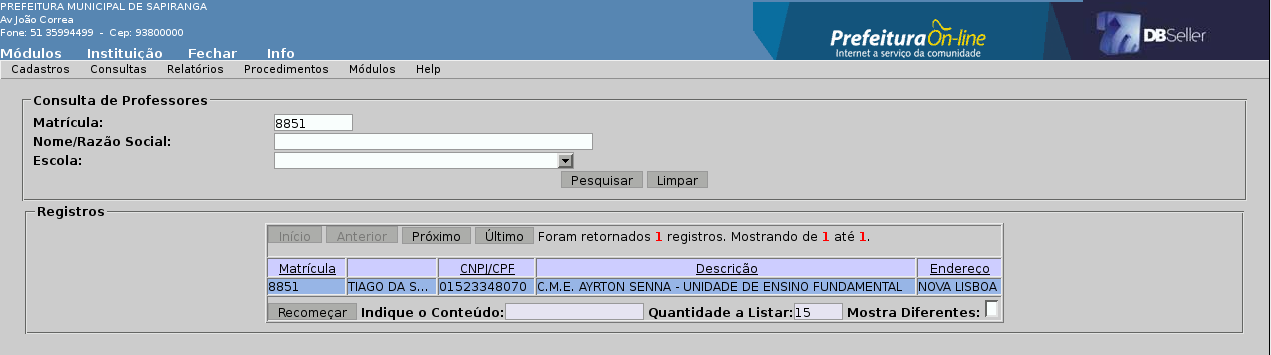 PREFEITURA MUNICIPAL DE SAPIRANGA
Av João Correa
Fone: 51 35994499 - Cep: 93800000
PrefeituraOn-line
Internet a serviço da comunidade
DBSeller
Módulos Instituição Fechar Info
Cadastros Consultas Relatórios Procedimentos Módulos Help
Consulta de Professores
Matrícula: 8851
Nome/Razão Social:
Escola:
Pesquisar Limpar
Registros
Início Anterior Próximo Último Foram retornados 1 registros. Mostrando de 1 até 1.
Matrícula CNPJ/CPF Descrição Endereço
8851 TIAGO DA S... 01523348070 C.M.E. AYRTON SENNA - UNIDADE DE ENSINO FUNDAMENTAL NOVA LISBOA
Recomeçar Indique o Conteúdo: Quantidade a Listar: 15 Mostra Diferentes: